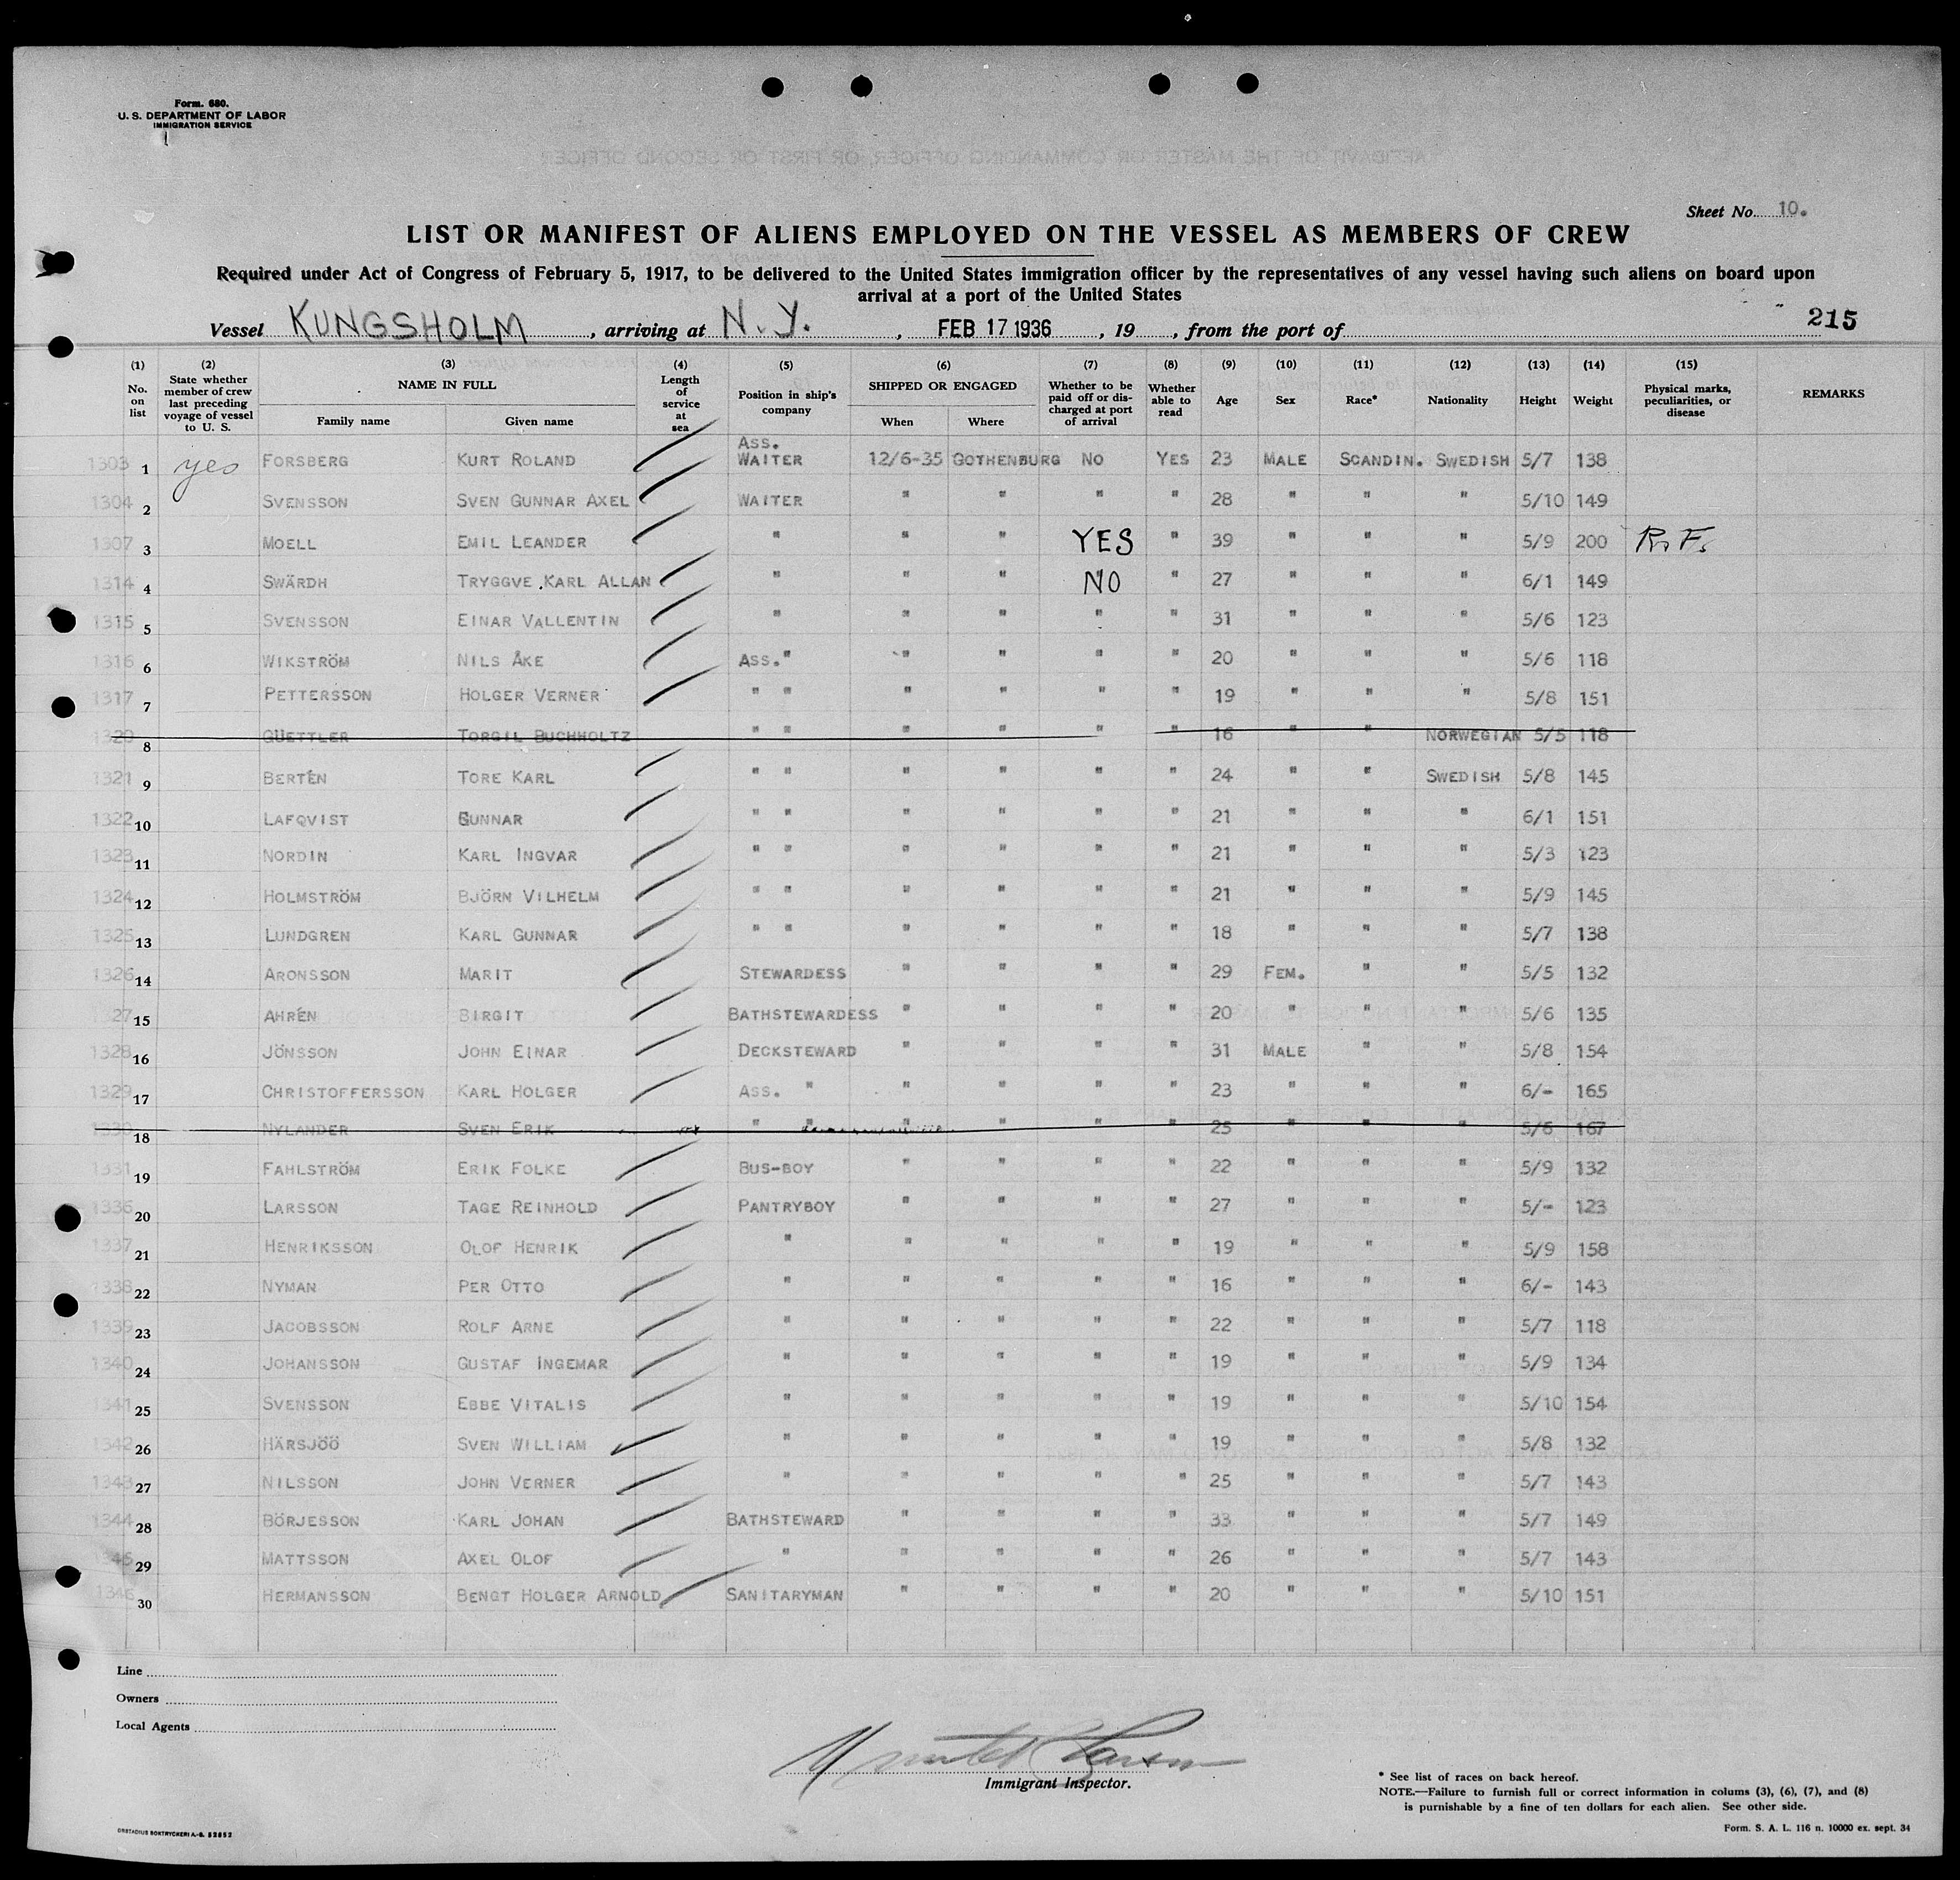 Form. 680.
U. S. DEPARTMENT OF LABOR
IMMIGRATION SERVICE
Sheet No. 10.
LIST OR MANIFEST OF ALIENS EMPLOYED ON THE VESSEL AS MEMBERS OF CREW
Required under Act of Congress of February 5, 1917, to be delivered to the United States immigration officer by the representatives of any vessel having such aliens on board upon
arrival at a port of the United States
Vessel KUNGSHOLM, arriving at N. Y., FEB 17 1936, 19, from the port of 215
(1) No. on list (2) State whether member of crew last preceding voyage of vessel to U. S. (3) NAME IN FULL Family name Given name (4) Length of service at sea (5) Position in ship's company (6) SHIPPED OR ENGAGED When Where (7) Whether to be paid off or discharged at port of arrival (8) Whether able to read (9) Age (10) Sex (11) Race* (12) Nationality (13) Height (14) Weight (15) Physical marks, peculiarities, or disease REMARKS
1303 1 yes FORSBERG KURT ROLAND ASS. WAITER 12/6-35 GOTHENBURG NO YES 23 MALE SCANDIN. SWEDISH 5/7 138
1304 2 SVENSSON SVEN GUNNAR AXEL WAITER " " " " 28 " " " 5/10 149
1307 3 MOELL EMIL LEANDER " " " YES " 39 " " " 5/9 200
1314 4 SWÄRDH TRYGGVE KARL ALLAN " " " NO " 27 " " " 6/1 149
1315 5 SVENSSON EINAR VALLENTIN " " " " " 31 " " " 5/6 123
1316 6 WIKSTRÖM NILS ÅKE ASS. " " " " " 20 " " " 5/6 118
1317 7 PETTERSSON HOLGER VERNER " " " " " " 19 " " " 5/8 151
1320 8 GUETTLER TORGIL BUCHHOLTZ " " " " " " 16 " " NORWEGIAN 5/5 118
1321 9 BERTÉN TORE KARL " " " " " " 24 " " SWEDISH 5/8 145
1322 10 LAFQVIST GUNNAR " " " " " " 21 " " " 6/1 151
1323 11 NORDIN KARL INGVAR " " " " " " 21 " " " 5/3 123
1324 12 HOLMSTRÖM BJÖRN VILHELM " " " " " " 21 " " " 5/9 145
1325 13 LUNDGREN KARL GUNNAR " " " " " " 18 " " " 5/7 138
1326 14 ARONSSON MARIT STEWARDESS " " " " 29 FEM. " " 5/5 132
1327 15 AHRÉN BIRGIT BATHSTEWARDESS " " " " 20 " " " 5/6 135
1328 16 JÖNSSON JOHN EINAR DECKSTEWARD " " " " 31 MALE " " 5/8 154
1329 17 CHRISTOFFERSSON KARL HOLGER ASS. " " " " " 23 " " " 6/- 165
1330 18 NYLANDER SVEN ERIK " " " " " " 25 " " " 5/6 167
1331 19 FAHLSTRÖM ERIK FOLKE BUS-BOY " " " " 22 " " " 5/9 132
1336 20 LARSSON TAGE REINHOLD PANTRYBOY " " " " 27 " " " 5/- 123
1337 21 HENRIKSSON OLOF HENRIK " " " " " 19 " " " 5/9 158
1338 22 NYMAN PER OTTO " " " " " 16 " " " 6/- 143
1339 23 JACOBSSON ROLF ARNE " " " " " 22 " " " 5/7 118
1340 24 JOHANSSON GUSTAF INGEMAR " " " " " 19 " " " 5/9 134
1341 25 SVENSSON EBBE VITALIS " " " " " 19 " " " 5/10 154
1342 26 HÄRSJÖÖ SVEN WILLIAM " " " " " 19 " " " 5/8 132
1343 27 NILSSON JOHN VERNER " " " " " 25 " " " 5/7 143
1344 28 BÖRJESSON KARL JOHAN BATHSTEWARD " " " " 33 " " " 5/7 149
1345 29 MATTSSON AXEL OLOF " " " " " 26 " " " 5/7 143
1346 30 HERMANSSON BENGT HOLGER ARNOLD SANITARYMAN " " " " 20 " " " 5/10 151
Line
Owners
Local Agents
Immigrant Inspector.
* See list of races on back hereof.
NOTE.—Failure to furnish full or correct information in colums (3), (6), (7), and (8)
is purnishable by a fine of ten dollars for each alien. See other side.
Form. S. A. L. 116 n. 10000 ex. sept. 34
ORSTADIUS BOKTRYCKERI A.-B. 52652